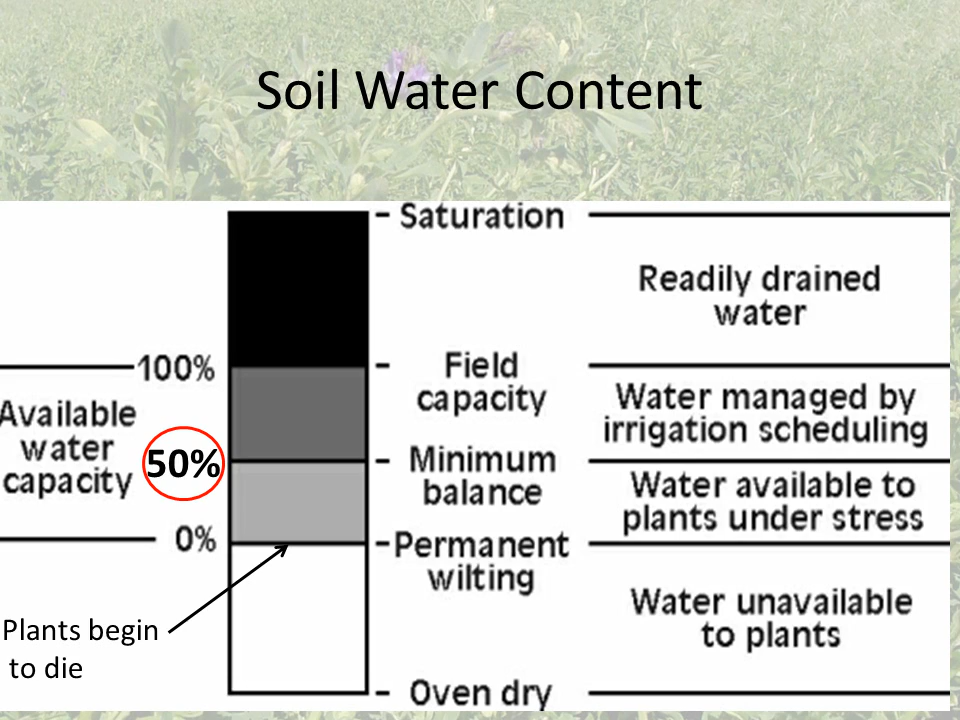 Soil Water Content
Saturation
Readily drained
water
100%
Field
capacity
Available
water
capacity
Water managed by
irrigation scheduling
50%
Minimum
balance
Water available to
plants under stress
0%
Permanent
wilting
Plants begin
to die
Water unavailable
to plants
Oven dry